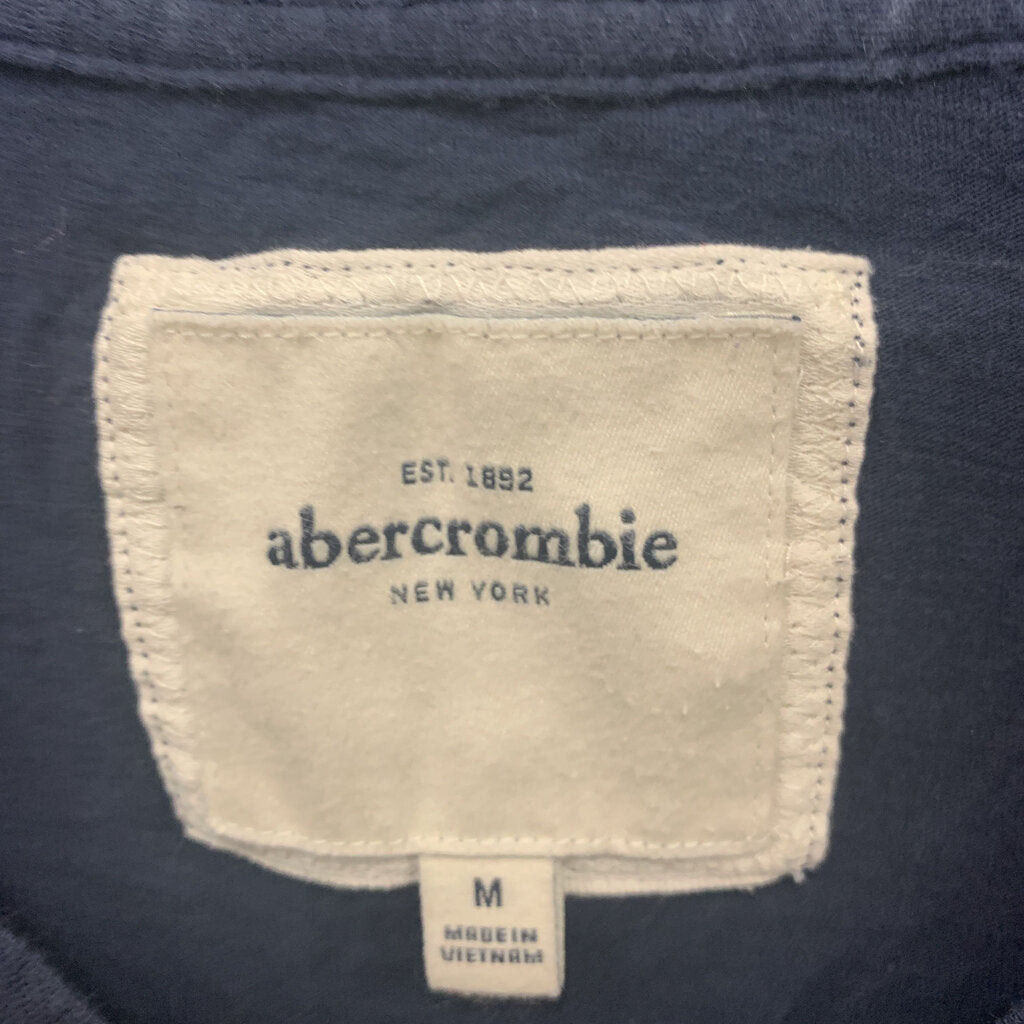 EST. 1892
abercrombie
NEW YORK
M
MADE IN
VIETNAM